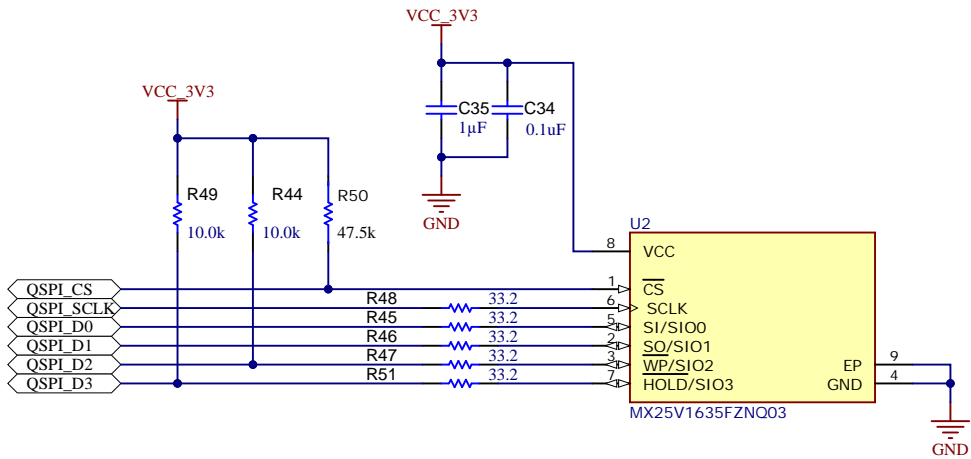 VCC_3V3
C35
1µF
C34
0.1uF
GND
VCC_3V3
R49
10.0k
R44
10.0k
R50
47.5k
QSPI_CS
QSPI_SCLK
QSPI_D0
QSPI_D1
QSPI_D2
QSPI_D3
R48 33.2
R45 33.2
R46 33.2
R47 33.2
R51 33.2
U2
8 VCC
1 CS
6 SCLK
5 SI/SIO0
2 SO/SIO1
3 WP/SIO2
7 HOLD/SIO3
EP 9
GND 4
MX25V1635FZNQ03
GND